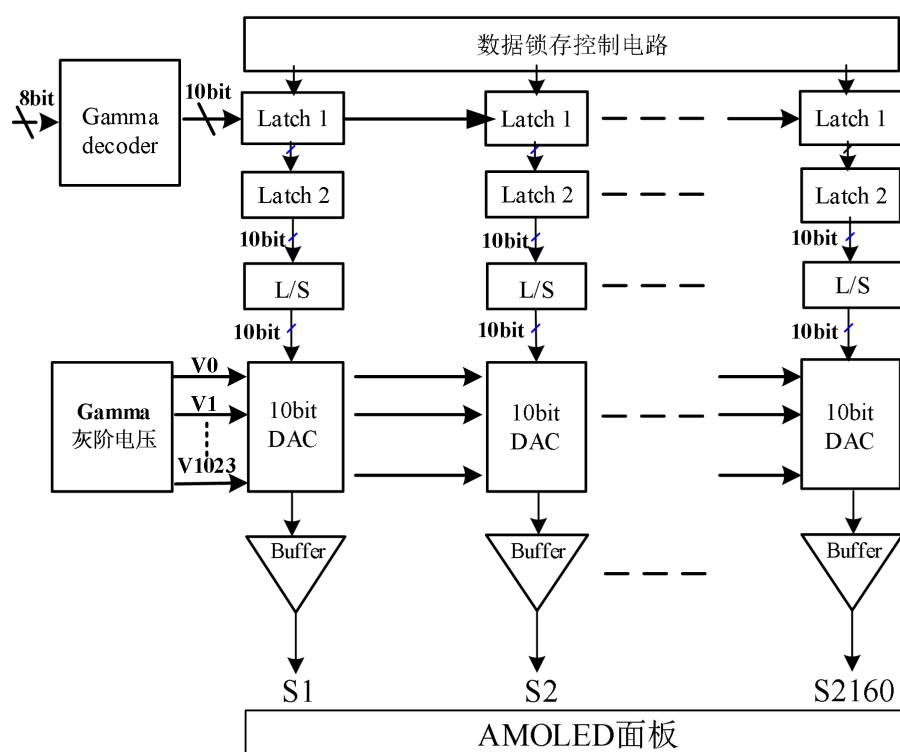 数据锁存控制电路
8bit
Gamma
decoder
10bit
Latch 1
Latch 1
Latch 1
Latch 2
Latch 2
Latch 2
10bit
10bit
10bit
L/S
L/S
L/S
10bit
10bit
10bit
Gamma
灰阶电压
V0
V1
V1023
10bit
DAC
10bit
DAC
10bit
DAC
Buffer
Buffer
Buffer
S1
S2
S2160
AMOLED面板